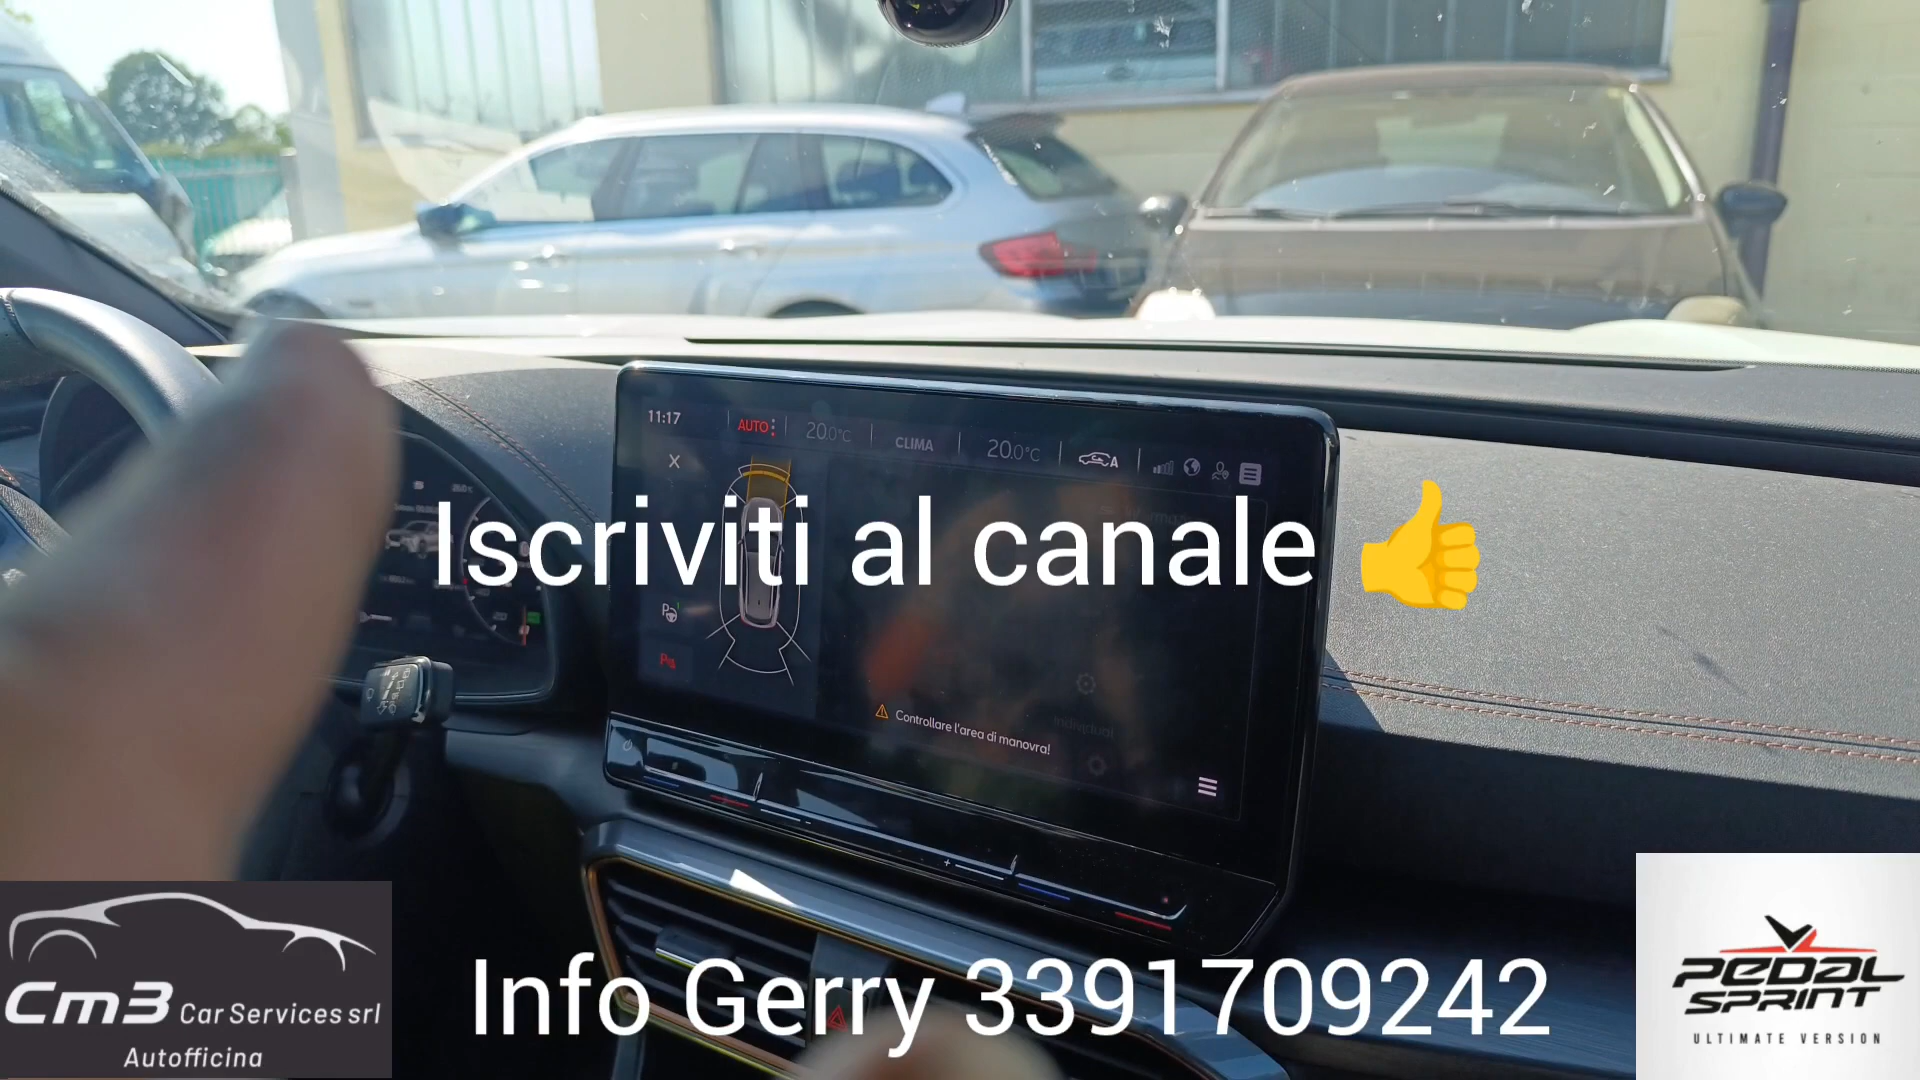 11:17
AUTO
20.0°C
CLIMA
20.0°C
A
Iscriviti al canale 👍
Controllare l'area di manovra!
Individual
Info Gerry 3391709242
Cm3 Car Services srl
Autofficina
PEDAL
SPRINT
ULTIMATE VERSION